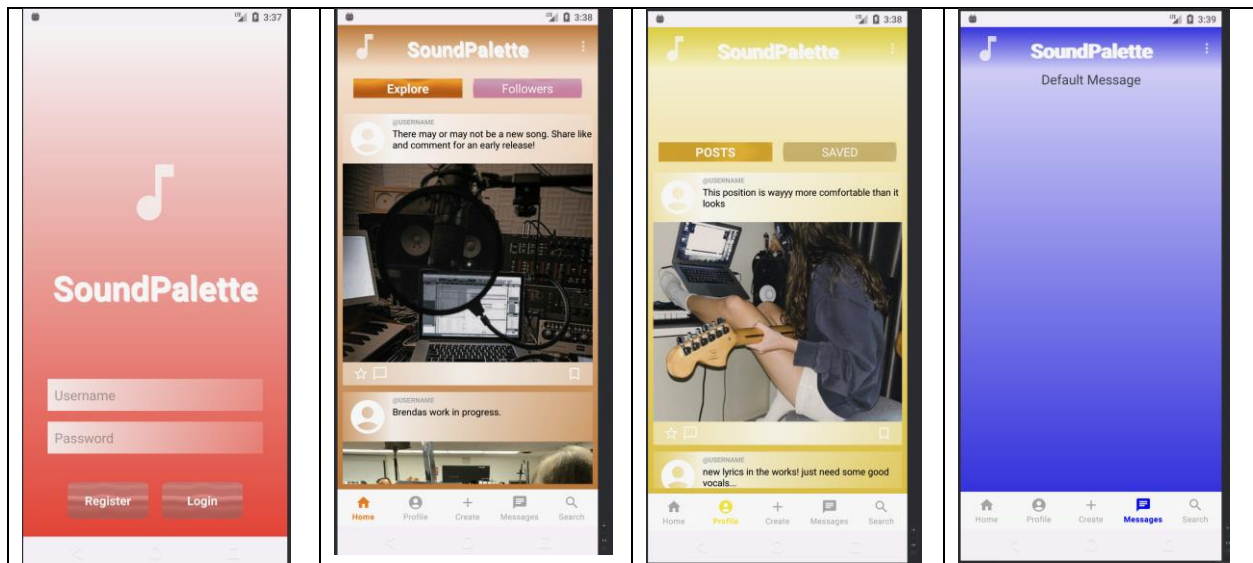 3:37
SoundPalette
Username
Password
Register
Login
3:38
SoundPalette
Explore
Followers
@USERNAME
There may or may not be a new song. Share like
and comment for an early release!
@USERNAME
Brendas work in progress.
Home
Profile
Create
Messages
Search
3:38
SoundPalette
POSTS
SAVED
@USERNAME
This position is wayyy more comfortable than it
looks
@USERNAME
new lyrics in the works! just need some good
vocals...
Home
Profile
Create
Messages
Search
3:39
SoundPalette
Default Message
Home
Profile
Create
Messages
Search